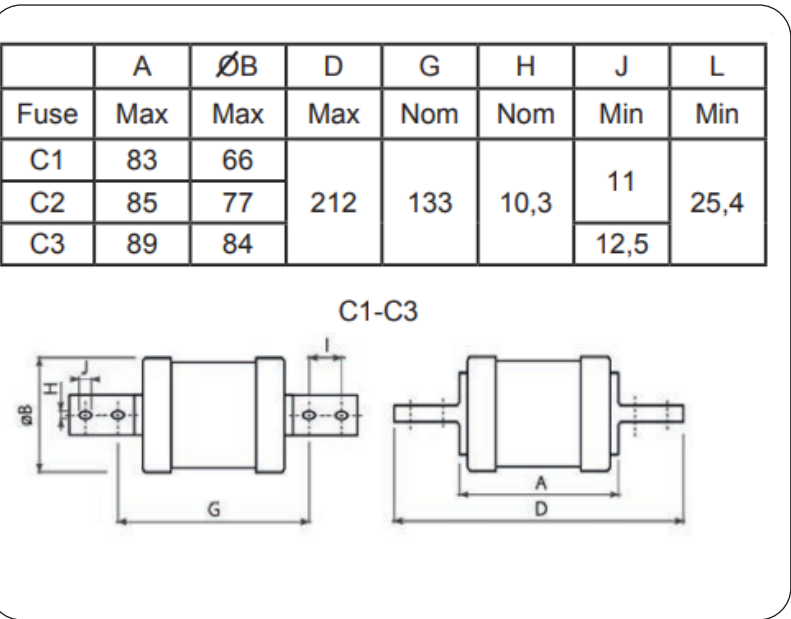 A ØB D G H J L
Fuse Max Max Max Nom Nom Min Min
C1 83 66
C2 85 77 212 133 10,3 11 25,4
C3 89 84 12,5
C1-C3
J
I
H
øB
G
A
D